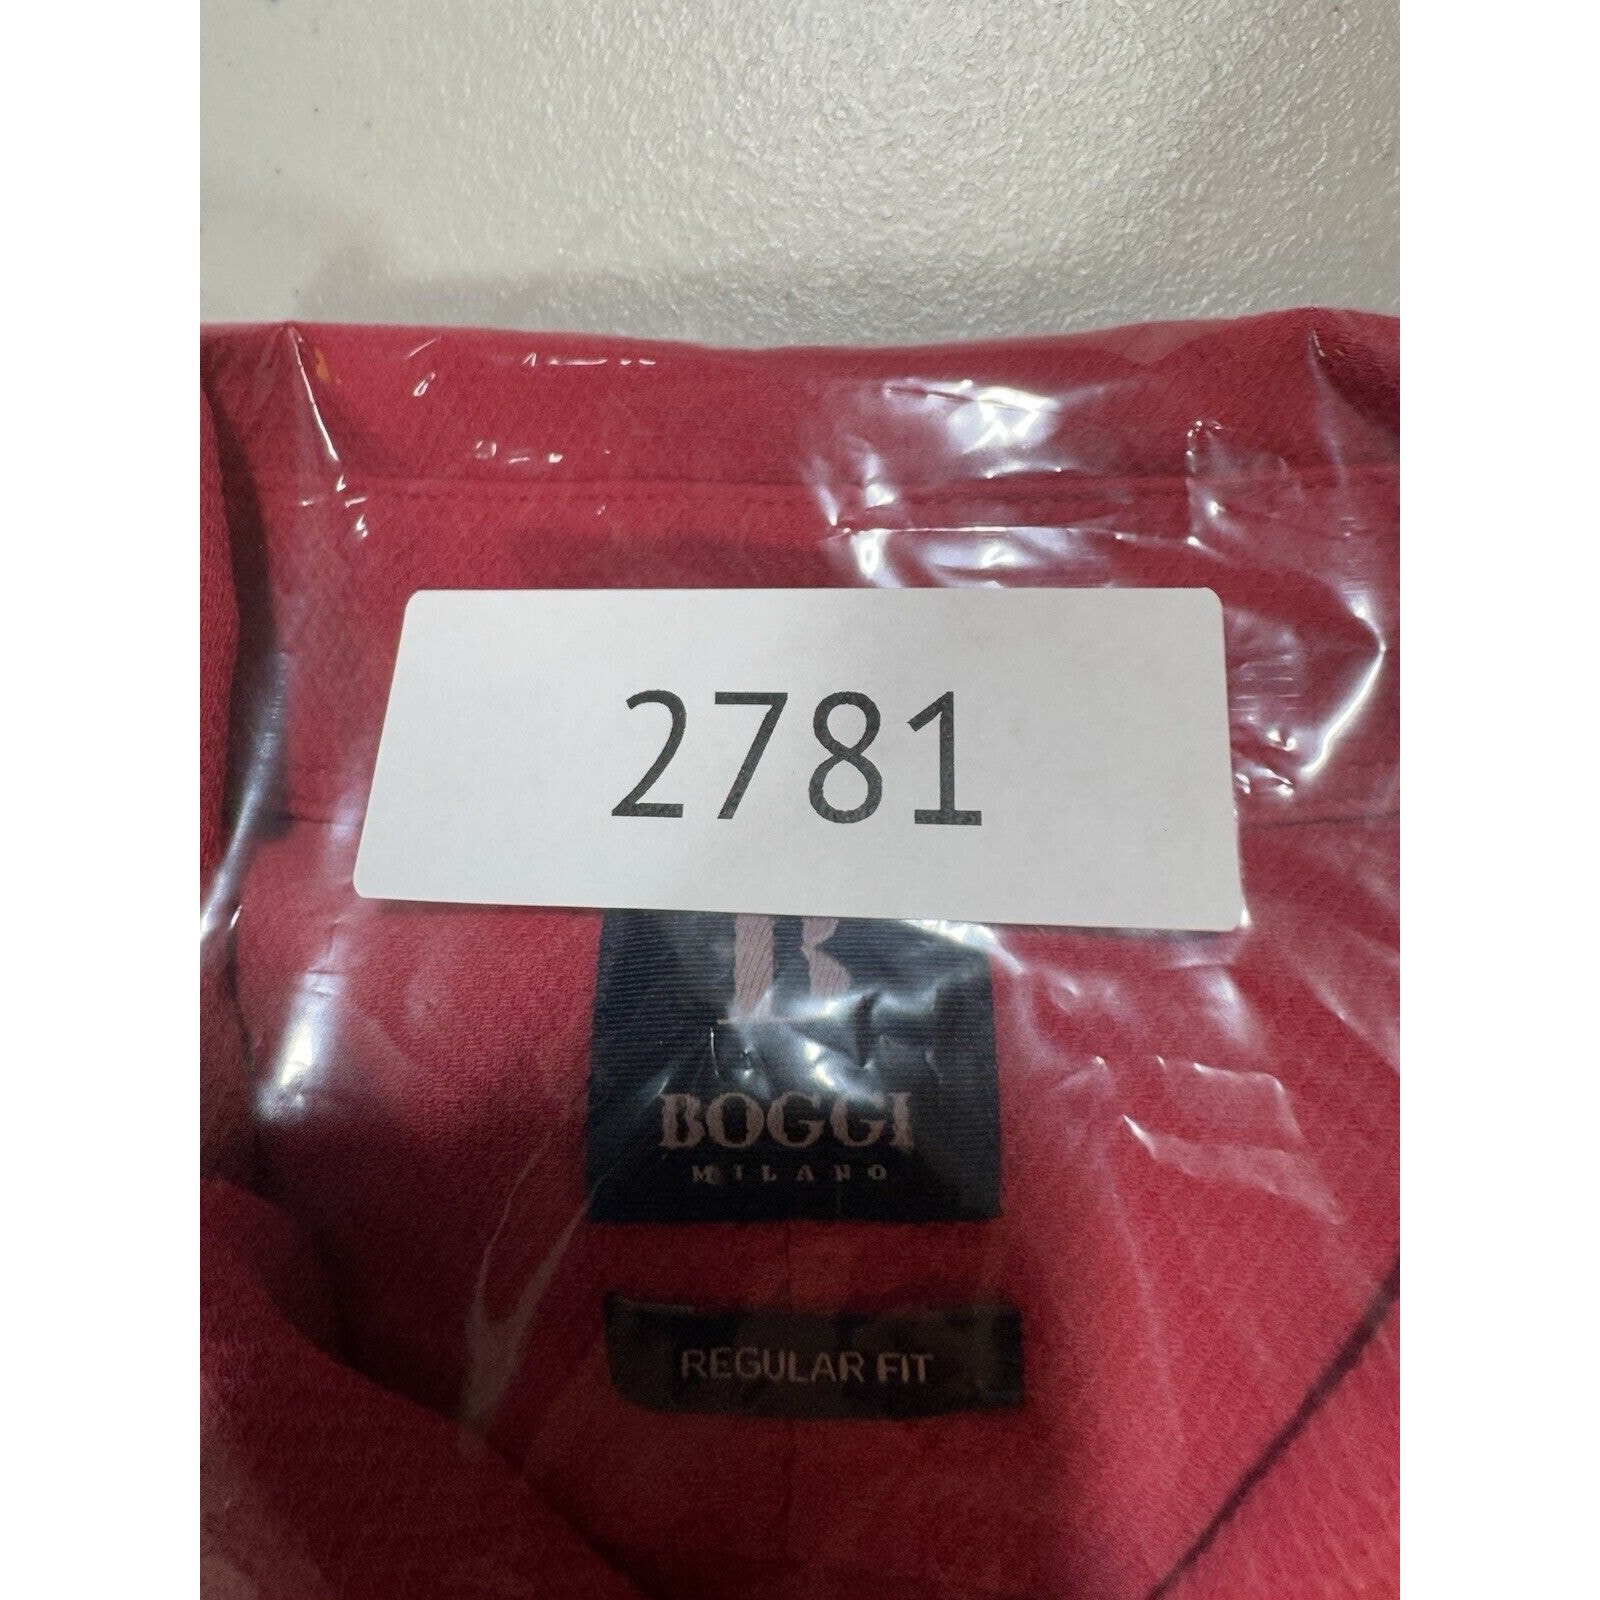 2781
B
BOGGI
MILANO
REGULAR FIT